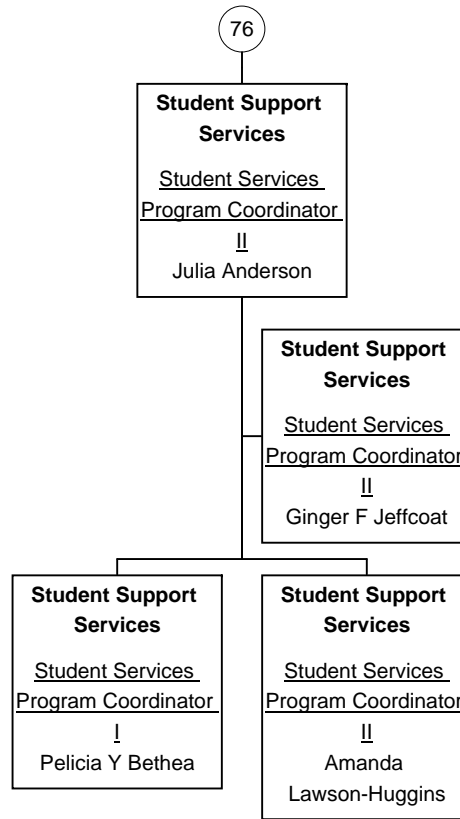 76
Student Support
Services
Student Services
Program Coordinator
II
Julia Anderson
Student Support
Services
Student Services
Program Coordinator
II
Ginger F Jeffcoat
Student Support
Services
Student Services
Program Coordinator
I
Pelicia Y Bethea
Student Support
Services
Student Services
Program Coordinator
II
Amanda
Lawson-Huggins